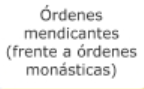 Órdenes
mendicantes
(frente a órdenes
monásticas)